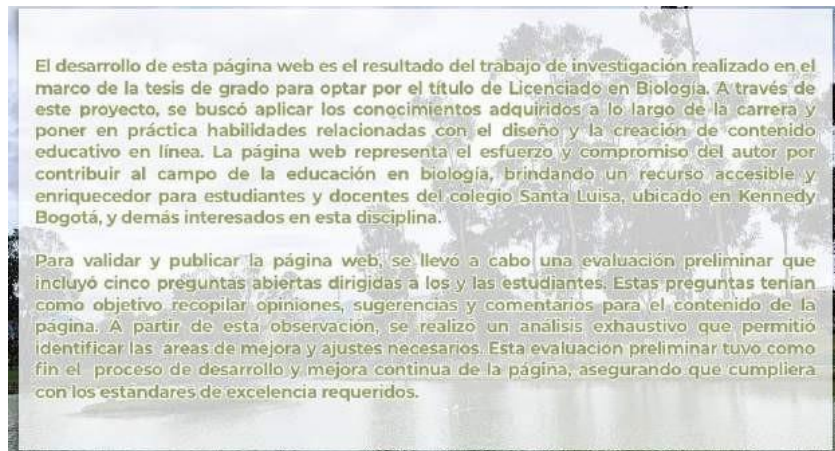 El desarrollo de esta página web es el resultado del trabajo de investigación realizado en el
marco de la tesis de grado para optar por el título de Licenciado en Biología. A través de
este proyecto, se buscó aplicar los conocimientos adquiridos a lo largo de la carrera y
poner en práctica habilidades relacionadas con el diseño y la creación de contenido
educativo en línea. La página web representa el esfuerzo y compromiso del autor por
contribuir al campo de la educación en biología, brindando un recurso accesible y
enriquecedor para estudiantes y docentes del colegio Santa Luisa, ubicado en Kennedy
Bogotá, y demás interesados en esta disciplina.
Para validar y publicar la página web, se llevó a cabo una evaluación preliminar que
incluyó cinco preguntas abiertas dirigidas a los y las estudiantes. Estas preguntas tenían
como objetivo recopilar opiniones, sugerencias y comentarios para el contenido de la
página. A partir de esta observación, se realizó un análisis exhaustivo que permitió
identificar las áreas de mejora y ajustes necesarios. Esta evaluación preliminar tuvo como
fin el proceso de desarrollo y mejora continua de la página, asegurando que cumpliera
con los estándares de excelencia requeridos.